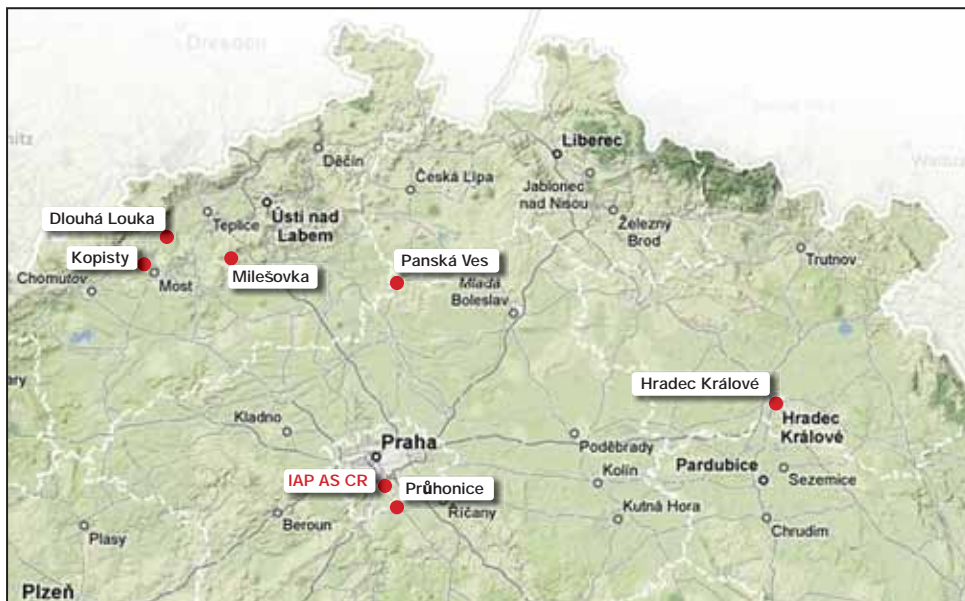 Dresden
Liberec
Děčín
Česká Lípa
Jablonec
nad Nisou
Teplice
Ústí nad
Labem
Železný
Brod
Dlouhá Louka
Trutnov
Kopisty
Milešovka
Panská Ves
Chomutov
Most
Mladá
Boleslav
Hradec Králové
Kladno
Praha
Poděbrady
Hradec
Králové
IAP AS CR
Průhonice
Kolín
Pardubice
Sezemice
Říčany
Kutná Hora
Beroun
Chrudim
Plasy
Plzeň